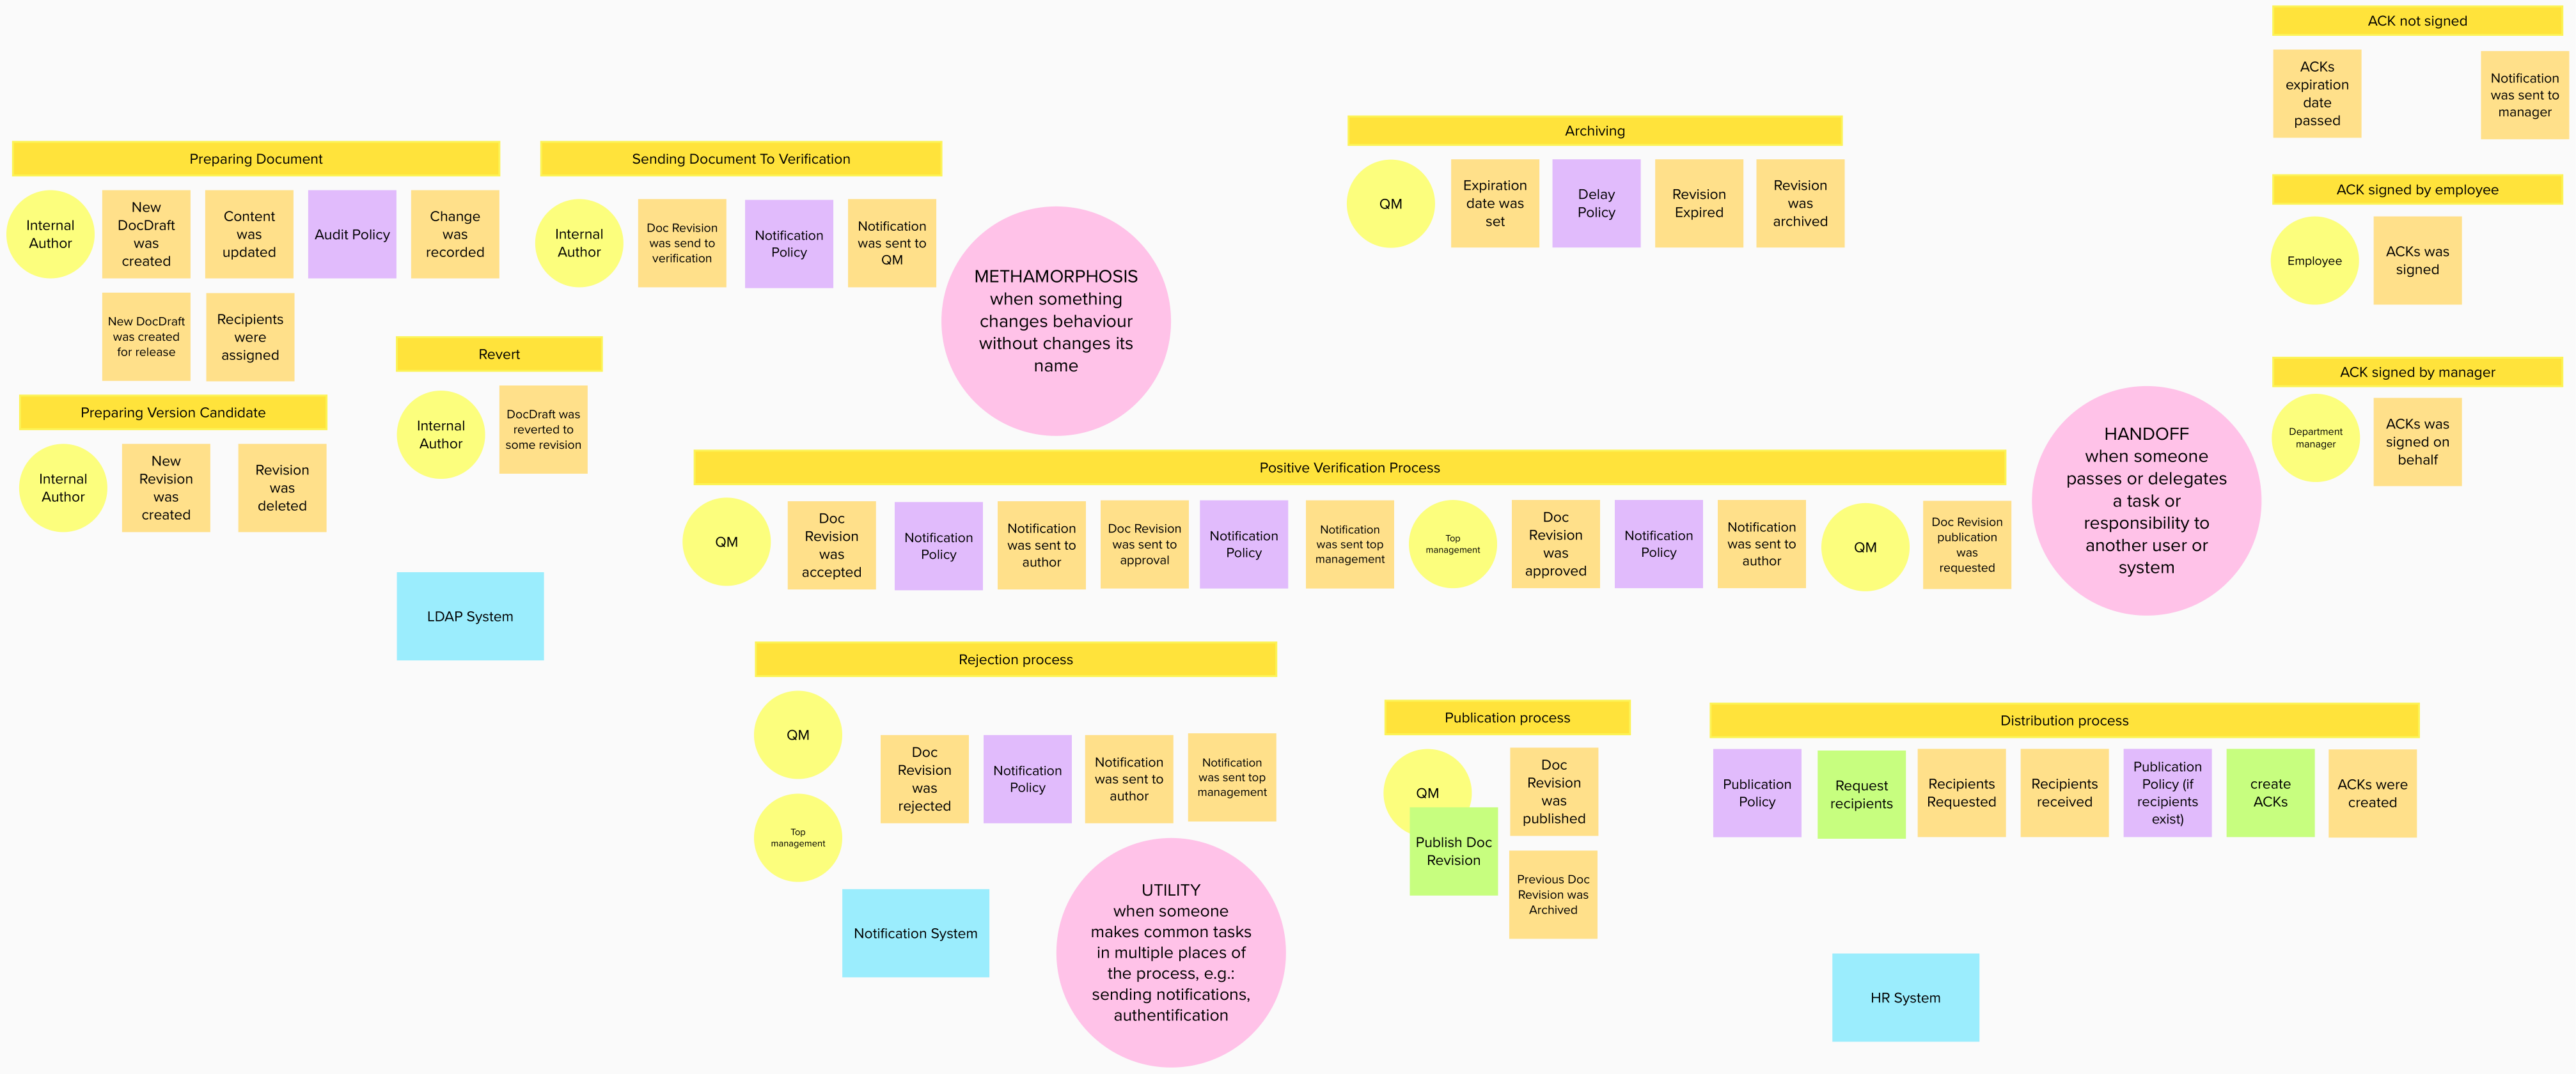 Preparing Document
Internal
Author
New
DocDraft
was
created
Content
was
updated
Audit Policy
Change
was
recorded
New DocDraft
was created
for release
Recipients
were
assigned
Preparing Version Candidate
Internal
Author
New
Revision
was
created
Revision
was
deleted
Revert
Internal
Author
DocDraft was
reverted to
some revision
LDAP System
Sending Document To Verification
Internal
Author
Doc Revision
was send to
verification
Notification
Policy
Notification
was sent to
QM
METHAMORPHOSIS
when something
changes behaviour
without changes its
name
Archiving
QM
Expiration
date was
set
Delay
Policy
Revision
Expired
Revision
was
archived
Positive Verification Process
QM
Doc
Revision
was
accepted
Notification
Policy
Notification
was sent to
author
Doc Revision
was sent to
approval
Notification
Policy
Notification
was sent top
management
Top
management
Doc
Revision
was
approved
Notification
Policy
Notification
was sent to
author
QM
Doc Revision
publication
was
requested
HANDOFF
when someone
passes or delegates
a task or
responsibility to
another user or
system
ACK not signed
ACKs
expiration
date
passed
Notification
was sent to
manager
ACK signed by employee
Employee
ACKs was
signed
ACK signed by manager
Department
manager
ACKs was
signed on
behalf
Rejection process
QM
Top
management
Doc
Revision
was
rejected
Notification
Policy
Notification
was sent to
author
Notification
was sent top
management
Notification System
UTILITY
when someone
makes common tasks
in multiple places of
the process, e.g.:
sending notifications,
authentification
Publication process
QM
Publish Doc
Revision
Doc
Revision
was
published
Previous Doc
Revision was
Archived
Distribution process
Publication
Policy
Request
recipients
Recipients
Requested
Recipients
received
Publication
Policy (if
recipients
exist)
create
ACKs
ACKs were
created
HR System